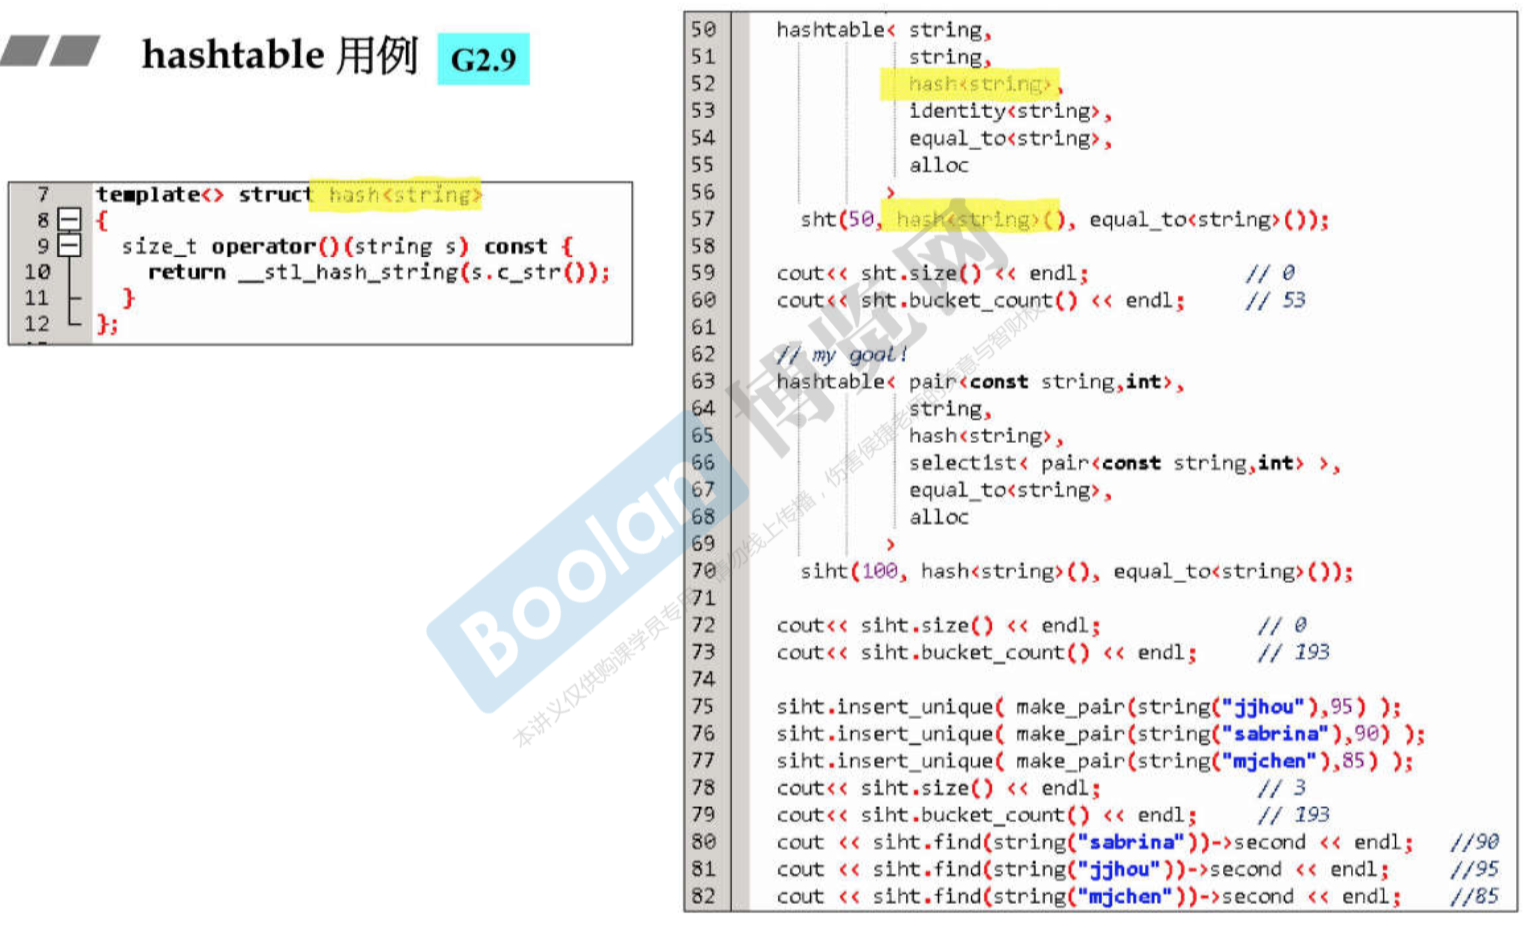 hashtable 用例 G2.9
7 template<> struct hash<string>
8 {
9 size_t operator()(string s) const {
10 return __stl_hash_string(s.c_str());
11 }
12 };
50 hashtable< string,
51 string,
52 hash<string>,
53 identity<string>,
54 equal_to<string>,
55 alloc
56 >
57 sht(50, hash<string>(), equal_to<string>());
58
59 cout<< sht.size() << endl; // 0
60 cout<< sht.bucket_count() << endl; // 53
61
62 // my goal!
63 hashtable< pair<const string,int>,
64 string,
65 hash<string>,
66 select1st< pair<const string,int> >,
67 equal_to<string>,
68 alloc
69 >
70 siht(100, hash<string>(), equal_to<string>());
71
72 cout<< siht.size() << endl; // 0
73 cout<< siht.bucket_count() << endl; // 193
74
75 siht.insert_unique( make_pair(string("jjhou"),95) );
76 siht.insert_unique( make_pair(string("sabrina"),90) );
77 siht.insert_unique( make_pair(string("mjchen"),85) );
78 cout<< siht.size() << endl; // 3
79 cout<< siht.bucket_count() << endl; // 193
80 cout << siht.find(string("sabrina"))->second << endl; //90
81 cout << siht.find(string("jjhou"))->second << endl; //95
82 cout << siht.find(string("mjchen"))->second << endl; //85
Boolan 博览网
本讲义仅供购课学员专用，请勿线上传播，伤害侯捷老师的美意与智财权